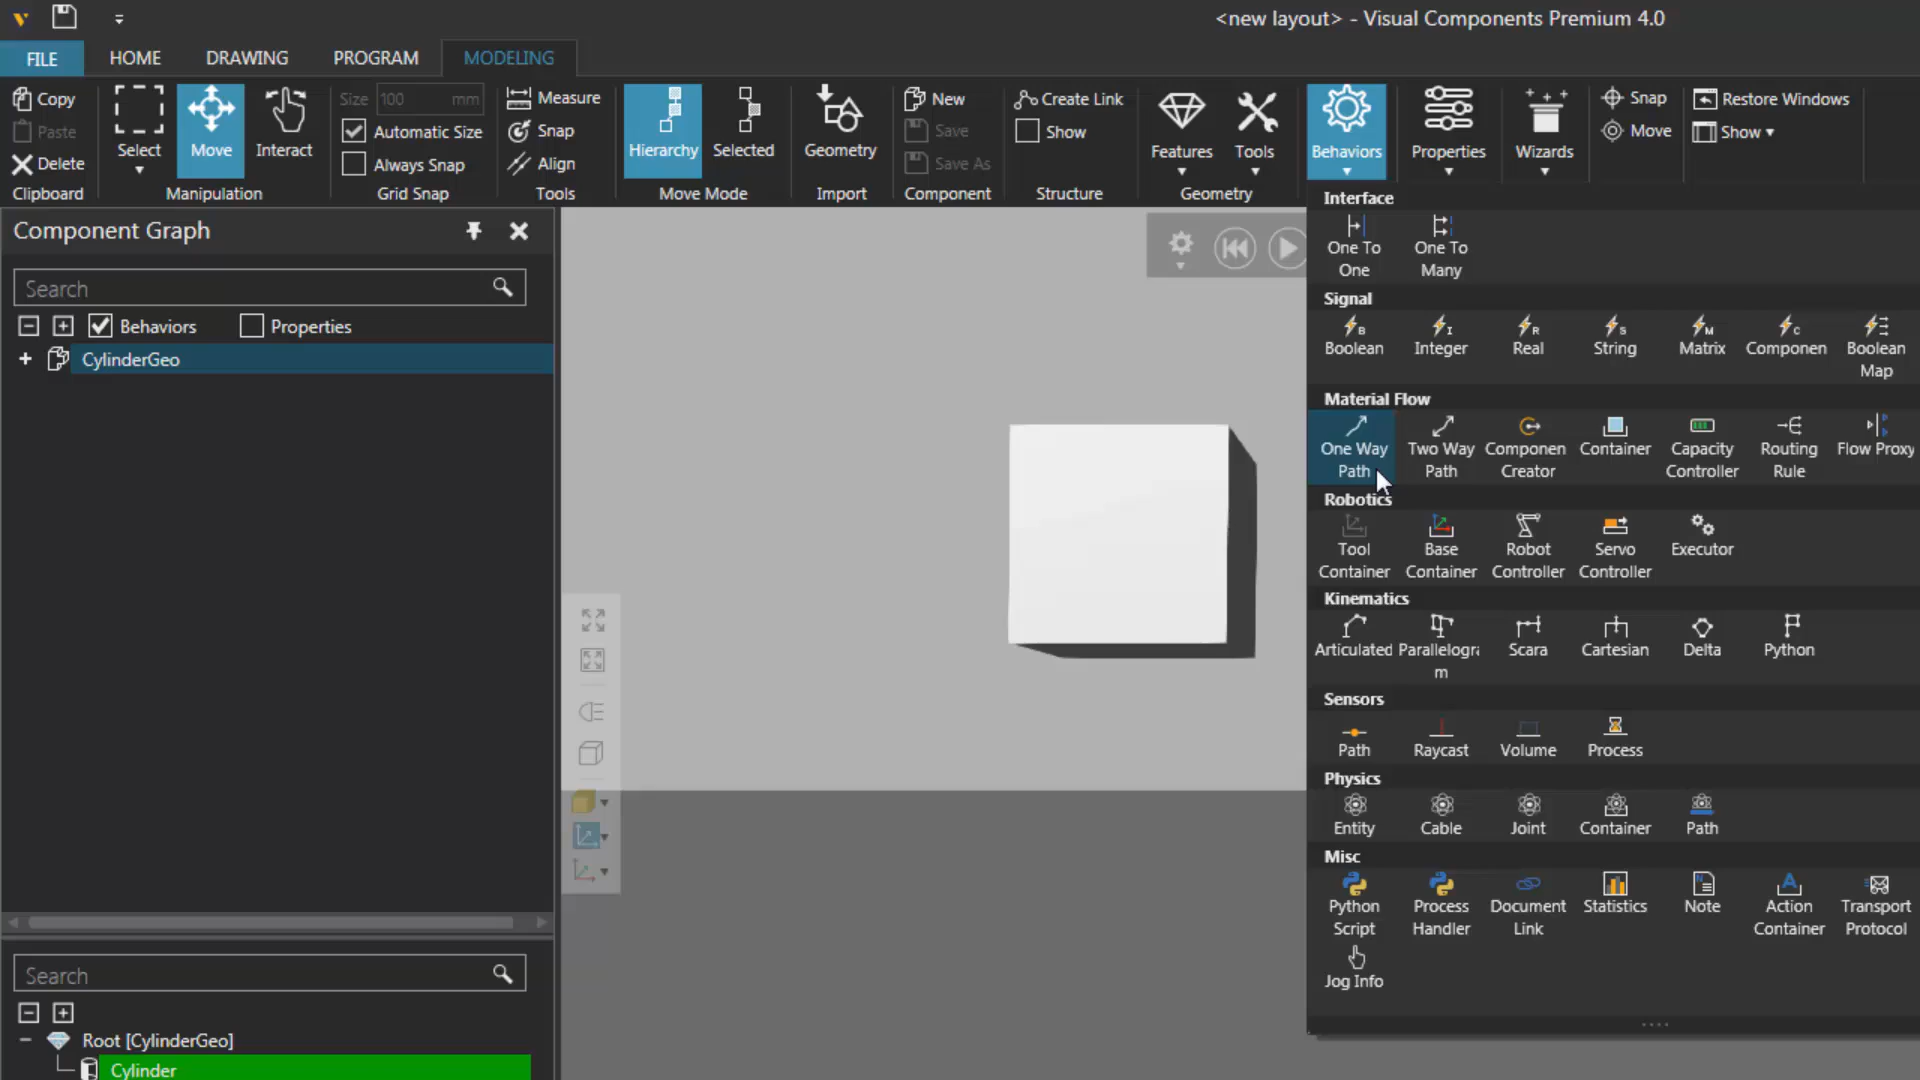 <new layout> - Visual Components Premium 4.0
FILE
HOME
DRAWING
PROGRAM
MODELING
Copy
Paste
Delete
Clipboard
Select
Move
Interact
Manipulation
Size 100 mm
Automatic Size
Always Snap
Grid Snap
Measure
Snap
Align
Tools
Hierarchy
Selected
Move Mode
Geometry
Import
New
Save
Save As
Component
Create Link
Show
Structure
Features
Tools
Geometry
Behaviors
Properties
Wizards
Snap
Move
Restore Windows
Show
Component Graph
Search
Behaviors
Properties
CylinderGeo
Search
Root [CylinderGeo]
Cylinder
Interface
One To
One
One To
Many
Signal
B
Boolean
I
Integer
R
Real
S
String
M
Matrix
C
Componen
Boolean
Map
Material Flow
One Way
Path
Two Way
Path
Componen
Creator
Container
Capacity
Controller
Routing
Rule
Flow Proxy
Robotics
Tool
Container
Base
Container
Robot
Controller
Servo
Controller
Executor
Kinematics
Articulated
Parallelogra
m
Scara
Cartesian
Delta
Python
Sensors
Path
Raycast
Volume
Process
Physics
Entity
Cable
Joint
Container
Path
Misc
Python
Script
Process
Handler
Document
Link
Statistics
Note
Action
Container
Transport
Protocol
Jog Info